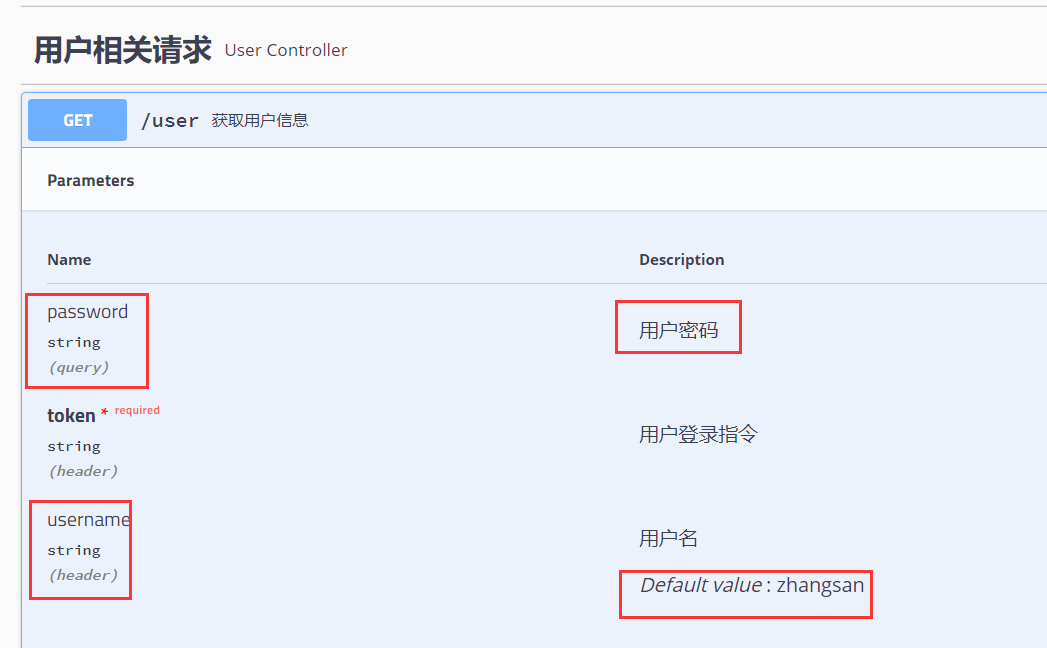 用户相关请求 User Controller
GET /user 获取用户信息
Parameters
Name Description
password
string
(query)
用户密码
token * required
string
(header)
用户登录指令
username
string
(header)
用户名
Default value : zhangsan